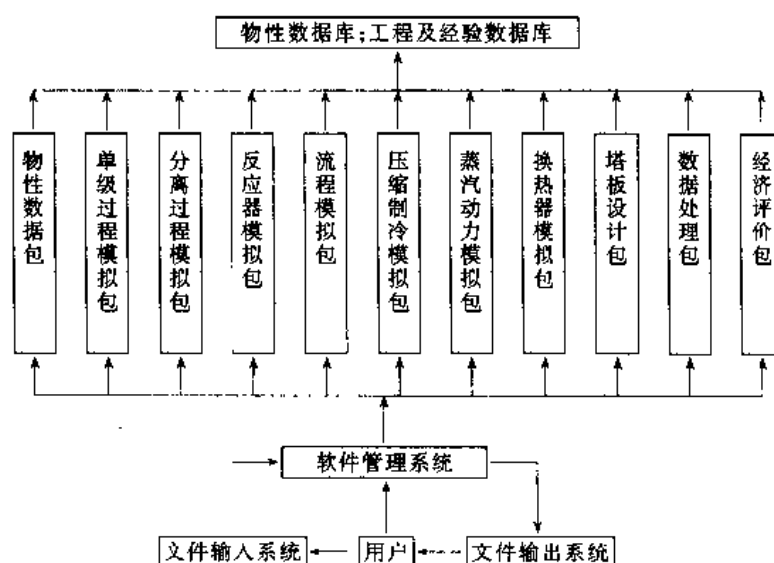 物性数据库;工程及经验数据库
物性数据包
单级过程模拟包
分离过程模拟包
反应器模拟包
流程模拟包
压缩制冷模拟包
蒸汽动力模拟包
换热器模拟包
塔板设计包
数据处理包
经济评价包
软件管理系统
文件输入系统
用户
文件输出系统